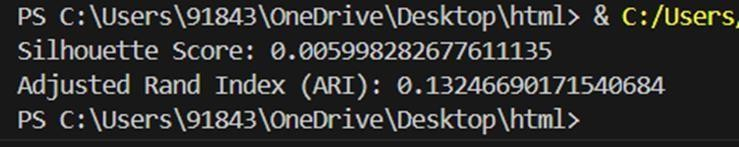 PS C:\Users\91843\OneDrive\Desktop\html> & C:/Users/
Silhouette Score: 0.005998282677611135
Adjusted Rand Index (ARI): 0.13246690171540684
PS C:\Users\91843\OneDrive\Desktop\html>